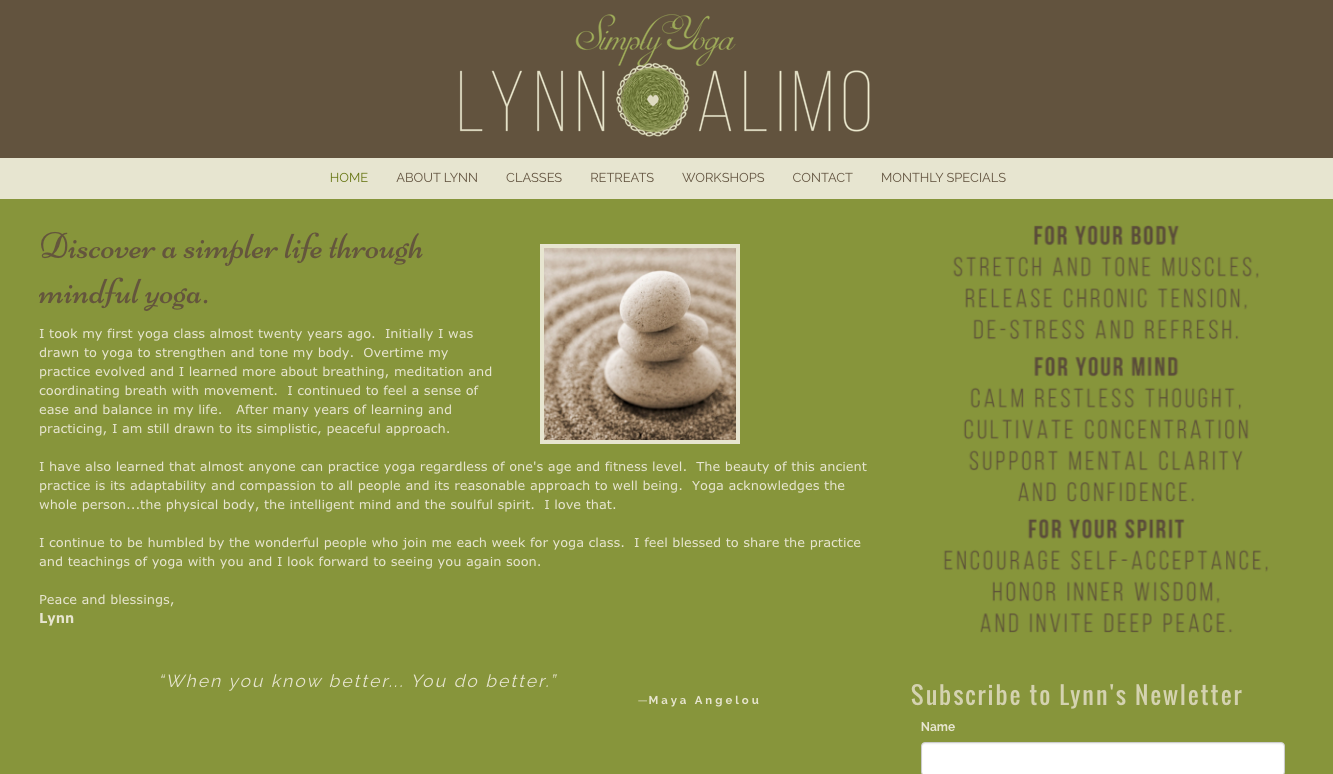 Simply Yoga
LYNN ALIMO
HOME ABOUT LYNN CLASSES RETREATS WORKSHOPS CONTACT MONTHLY SPECIALS
Discover a simpler life through
mindful yoga.
I took my first yoga class almost twenty years ago.  Initially I was
drawn to yoga to strengthen and tone my body.  Overtime my
practice evolved and I learned more about breathing, meditation and
coordinating breath with movement.  I continued to feel a sense of
ease and balance in my life.   After many years of learning and
practicing, I am still drawn to its simplistic, peaceful approach.
I have also learned that almost anyone can practice yoga regardless of one's age and fitness level.  The beauty of this ancient
practice is its adaptability and compassion to all people and its reasonable approach to well being.  Yoga acknowledges the
whole person...the physical body, the intelligent mind and the soulful spirit.  I love that.
I continue to be humbled by the wonderful people who join me each week for yoga class.  I feel blessed to share the practice
and teachings of yoga with you and I look forward to seeing you again soon.
Peace and blessings,
Lynn
“When you know better... You do better.”
—Maya Angelou
FOR YOUR BODY
STRETCH AND TONE MUSCLES,
RELEASE CHRONIC TENSION,
DE-STRESS AND REFRESH.
FOR YOUR MIND
CALM RESTLESS THOUGHT,
CULTIVATE CONCENTRATION
SUPPORT MENTAL CLARITY
AND CONFIDENCE.
FOR YOUR SPIRIT
ENCOURAGE SELF-ACCEPTANCE,
HONOR INNER WISDOM,
AND INVITE DEEP PEACE.
Subscribe to Lynn's Newletter
Name